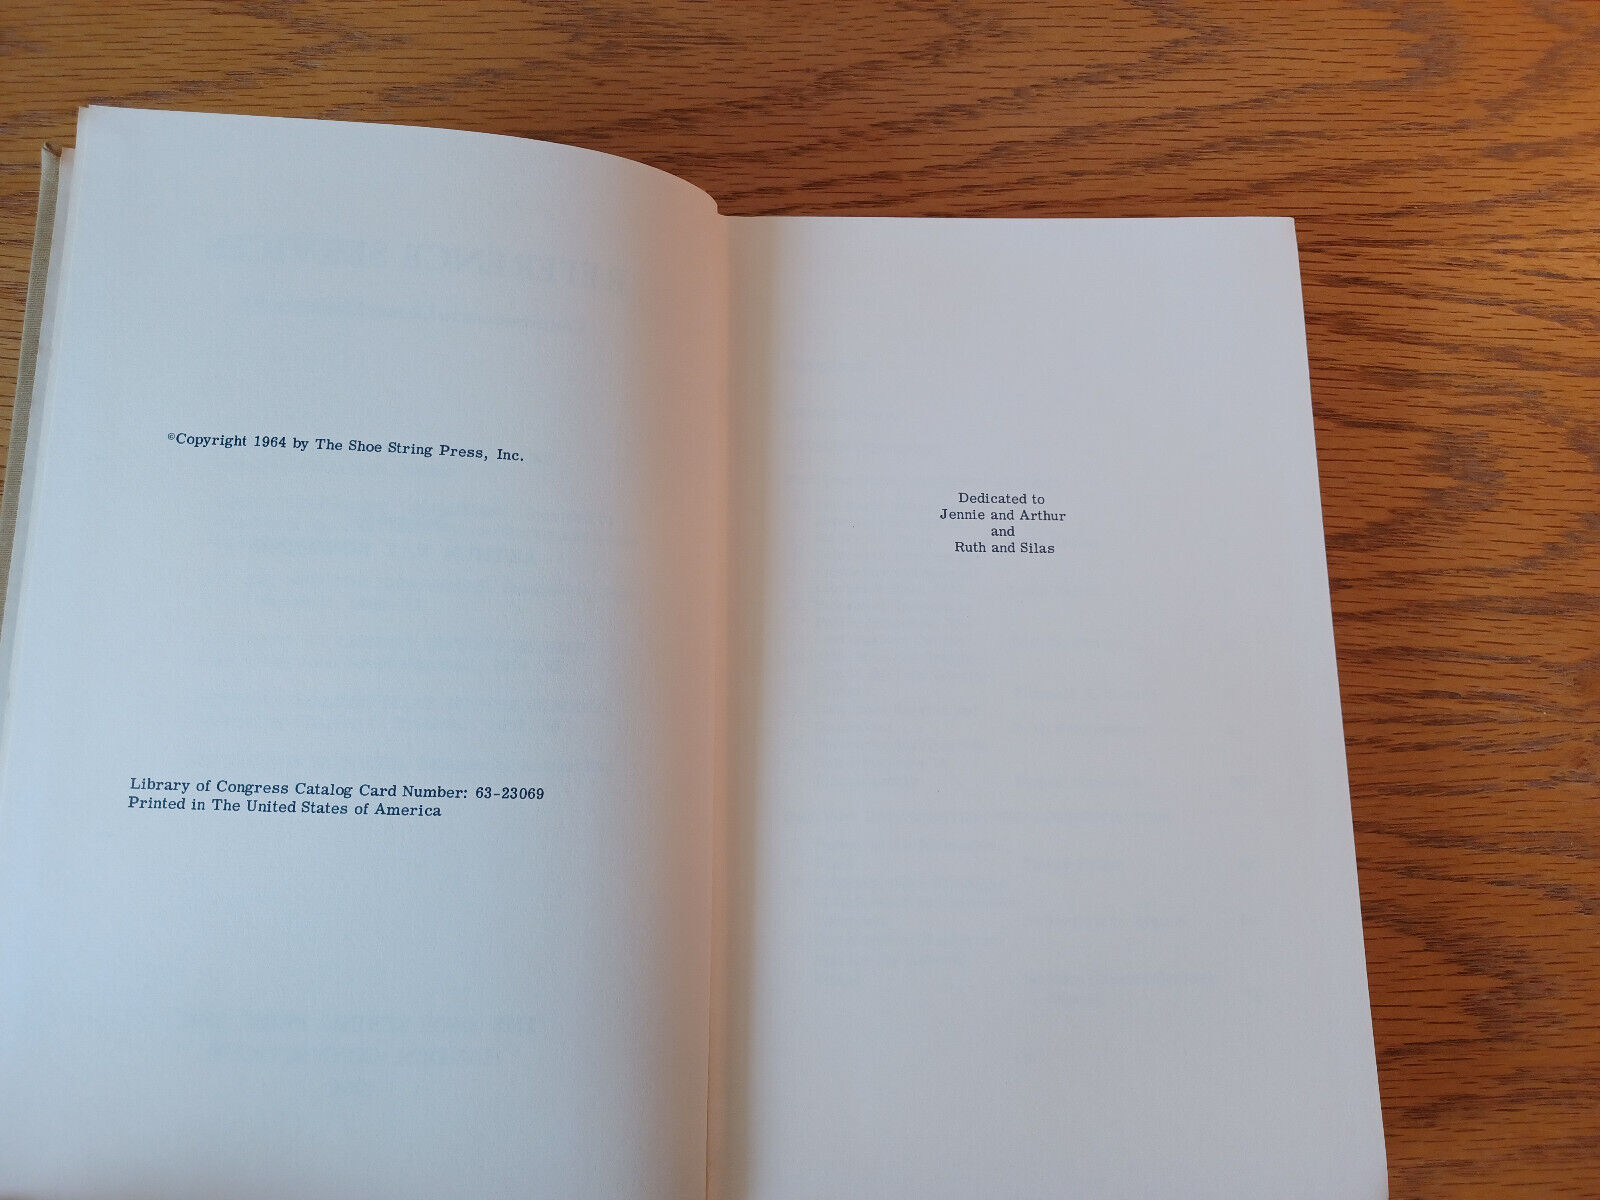 ©Copyright 1964 by The Shoe String Press, Inc.
Library of Congress Catalog Card Number: 63-23069
Printed in The United States of America
Dedicated to
Jennie and Arthur
and
Ruth and Silas